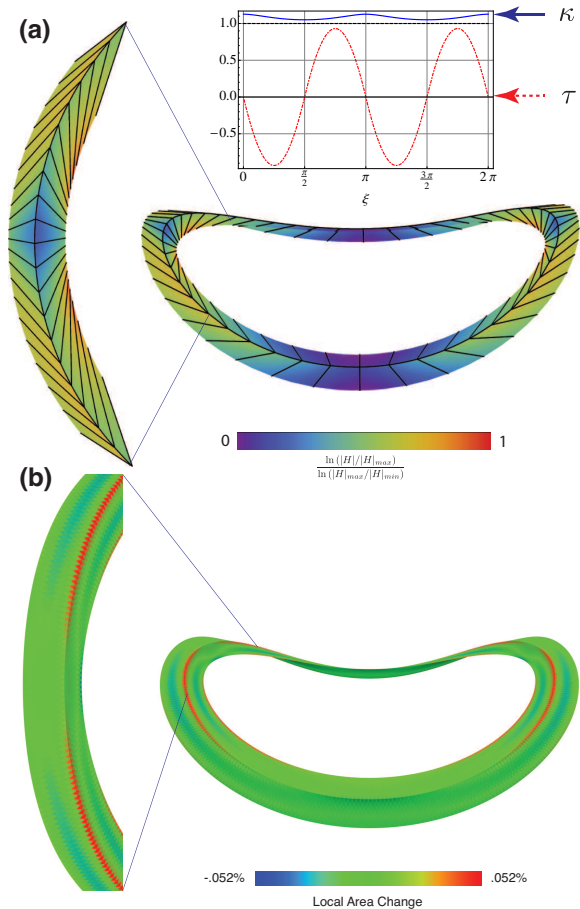 (a)
1.0
0.5
0.0
−0.5
0 π/2 π 3π/2 2π
ξ
κ
τ
0 1
ln (|H|/|H|max)
ln (|H|max/|H|min)
(b)
-.052% .052%
Local Area Change